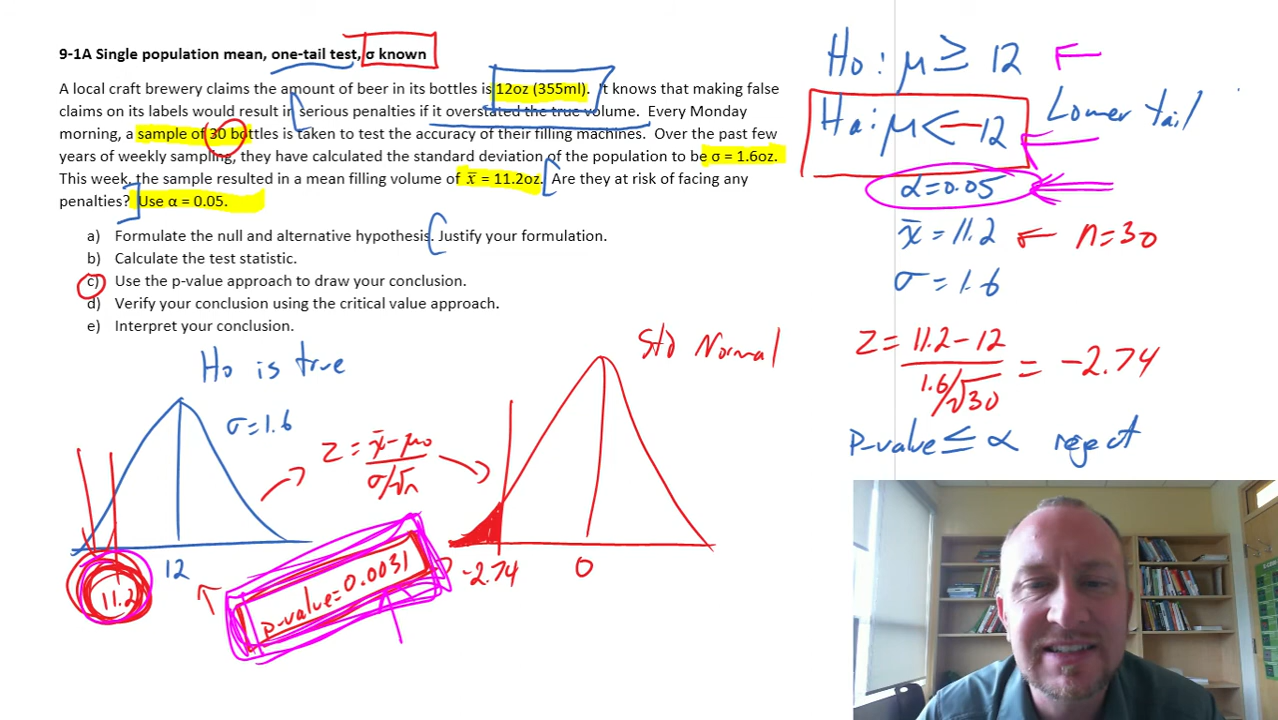 9-1A Single population mean, one-tail test, σ known
A local craft brewery claims the amount of beer in its bottles is 12oz (355ml). It knows that making false
claims on its labels would result in serious penalties if it overstated the true volume. Every Monday
morning, a sample of 30 bottles is taken to test the accuracy of their filling machines. Over the past few
years of weekly sampling, they have calculated the standard deviation of the population to be σ = 1.6oz.
This week, the sample resulted in a mean filling volume of x̅ = 11.2oz. Are they at risk of facing any
penalties? Use α = 0.05.
a) Formulate the null and alternative hypothesis. Justify your formulation.
b) Calculate the test statistic.
c) Use the p-value approach to draw your conclusion.
d) Verify your conclusion using the critical value approach.
e) Interpret your conclusion.
Ho : μ ≥ 12
Ha : μ < 12
Lower tail
α = 0.05
x̅ = 11.2
n = 30
σ = 1.6
Z = 11.2 - 12
1.6/√30
= -2.74
p-value ≤ α reject
Ho is true
σ = 1.6
11.2
12
Z = x̅ - μo
σ/√n
p-value = 0.0031
Std Normal
-2.74
0